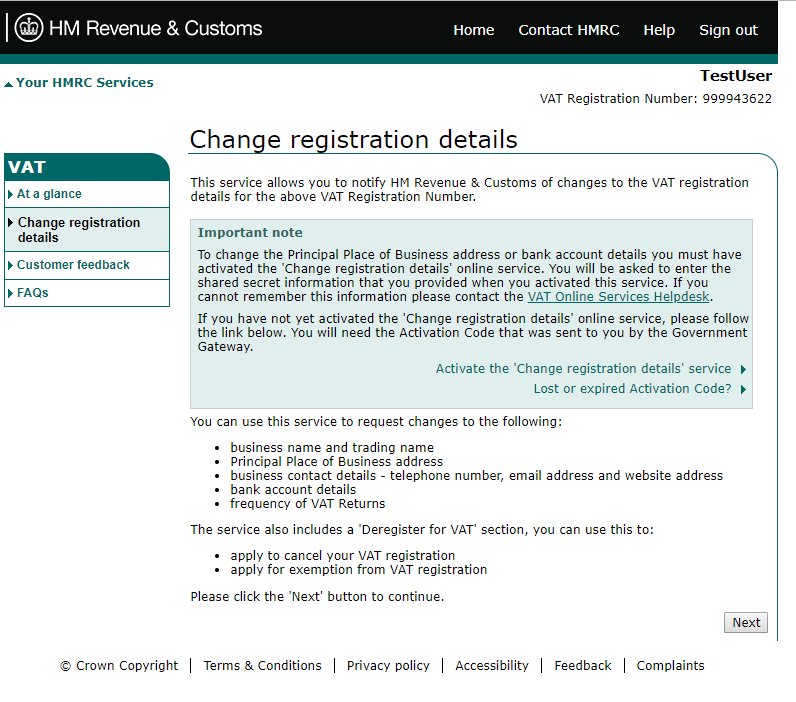 HM Revenue & Customs
Home Contact HMRC Help Sign out
Your HMRC Services
TestUser
VAT Registration Number: 999943622
Change registration details
VAT
At a glance
Change registration
details
Customer feedback
FAQs
This service allows you to notify HM Revenue & Customs of changes to the VAT registration
details for the above VAT Registration Number.
Important note
To change the Principal Place of Business address or bank account details you must have
activated the 'Change registration details' online service. You will be asked to enter the
shared secret information that you provided when you activated this service. If you
cannot remember this information please contact the VAT Online Services Helpdesk.
If you have not yet activated the 'Change registration details' online service, please follow
the link below. You will need the Activation Code that was sent to you by the Government
Gateway.
Activate the 'Change registration details' service
Lost or expired Activation Code?
You can use this service to request changes to the following:
• business name and trading name
• Principal Place of Business address
• business contact details - telephone number, email address and website address
• bank account details
• frequency of VAT Returns
The service also includes a 'Deregister for VAT' section, you can use this to:
• apply to cancel your VAT registration
• apply for exemption from VAT registration
Please click the 'Next' button to continue.
Next
© Crown Copyright | Terms & Conditions | Privacy policy | Accessibility | Feedback | Complaints